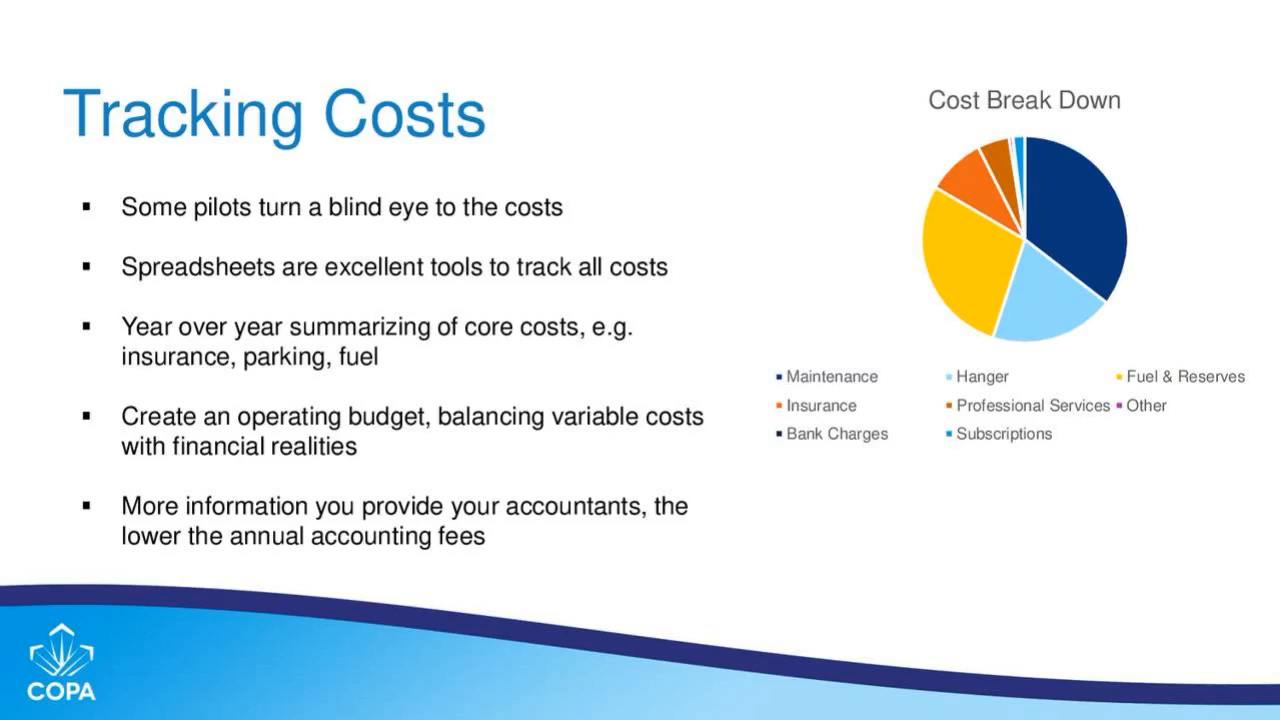 Tracking Costs
Cost Break Down
▪ Some pilots turn a blind eye to the costs
▪ Spreadsheets are excellent tools to track all costs
▪ Year over year summarizing of core costs, e.g.
insurance, parking, fuel
▪ Create an operating budget, balancing variable costs
with financial realities
▪ More information you provide your accountants, the
lower the annual accounting fees
Maintenance Hanger Fuel & Reserves
Insurance Professional Services Other
Bank Charges Subscriptions
COPA